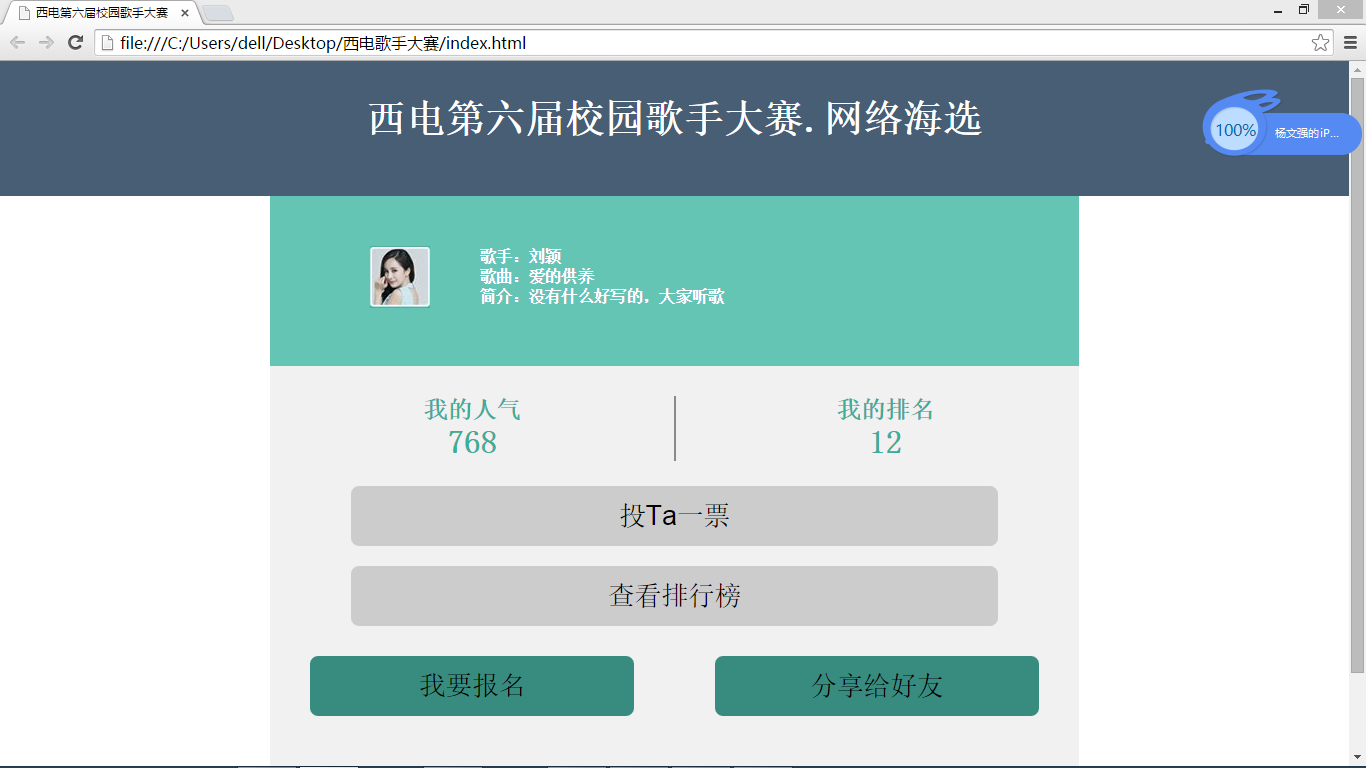 西电第六届校园歌手大赛
file:///C:/Users/dell/Desktop/西电歌手大赛/index.html
西电第六届校园歌手大赛.网络海选
100%
杨文强的iP...
歌手：刘颖
歌曲：爱的供养
简介：没有什么好写的，大家听歌
我的人气
768
我的排名
12
投Ta一票
查看排行榜
我要报名
分享给好友